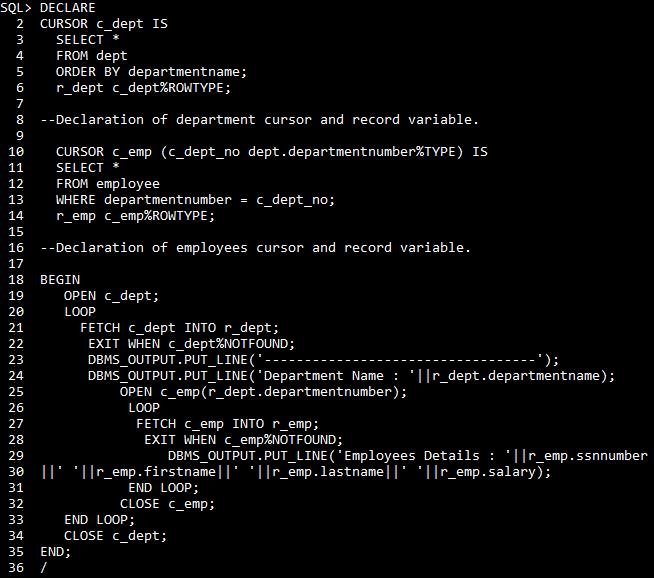 SQL> DECLARE
  2  CURSOR c_dept IS
  3    SELECT *
  4    FROM dept
  5    ORDER BY departmentname;
  6    r_dept c_dept%ROWTYPE;
  7
  8  --Declaration of department cursor and record variable.
  9
 10    CURSOR c_emp (c_dept_no dept.departmentnumber%TYPE) IS
 11    SELECT *
 12    FROM employee
 13    WHERE departmentnumber = c_dept_no;
 14    r_emp c_emp%ROWTYPE;
 15
 16  --Declaration of employees cursor and record variable.
 17
 18  BEGIN
 19     OPEN c_dept;
 20     LOOP
 21       FETCH c_dept INTO r_dept;
 22        EXIT WHEN c_dept%NOTFOUND;
 23        DBMS_OUTPUT.PUT_LINE('----------------------------------');
 24        DBMS_OUTPUT.PUT_LINE('Department Name : '||r_dept.departmentname);
 25            OPEN c_emp(r_dept.departmentnumber);
 26             LOOP
 27              FETCH c_emp INTO r_emp;
 28               EXIT WHEN c_emp%NOTFOUND;
 29                  DBMS_OUTPUT.PUT_LINE('Employees Details : '||r_emp.ssnnumber
 30  ||' '||r_emp.firstname||' '||r_emp.lastname||' '||r_emp.salary);
 31             END LOOP;
 32            CLOSE c_emp;
 33     END LOOP;
 34     CLOSE c_dept;
 35  END;
 36  /